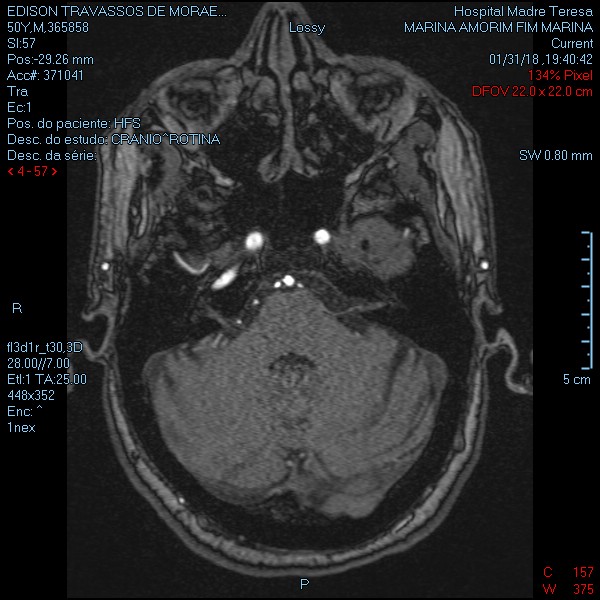 EDISON TRAVASSOS DE MORAE...
50Y,M,365858
Sl:57
Pos:-29.26 mm
Acc#: 371041
Tra
Ec:1
Pos. do paciente: HFS
Desc. do estudo: CRANIO^ROTINA
Desc. da série:
< 4 - 57 >
Lossy
Hospital Madre Teresa
MARINA AMORIM FIM MARINA
Current
01/31/18 ,19:40:42
134% Pixel
DFOV 22.0 x 22.0 cm
SW 0.80 mm
R
fl3d1r_t30,3D
28.00//7.00
Etl:1 TA:25.00
448x352
Enc: ^
1nex
5 cm
P
C 157
W 375